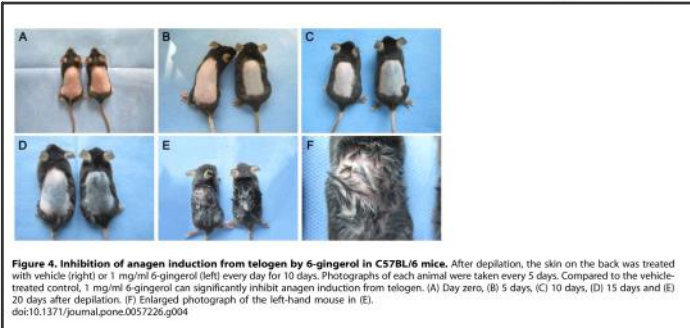 A
B
C
D
E
F
Figure 4. Inhibition of anagen induction from telogen by 6-gingerol in C57BL/6 mice. After depilation, the skin on the back was treated
with vehicle (right) or 1 mg/ml 6-gingerol (left) every day for 10 days. Photographs of each animal were taken every 5 days. Compared to the vehicle-
treated control, 1 mg/ml 6-gingerol can significantly inhibit anagen induction from telogen. (A) Day zero, (B) 5 days, (C) 10 days, (D) 15 days and (E)
20 days after depilation. (F) Enlarged photograph of the left-hand mouse in (E).
doi:10.1371/journal.pone.0057226.g004